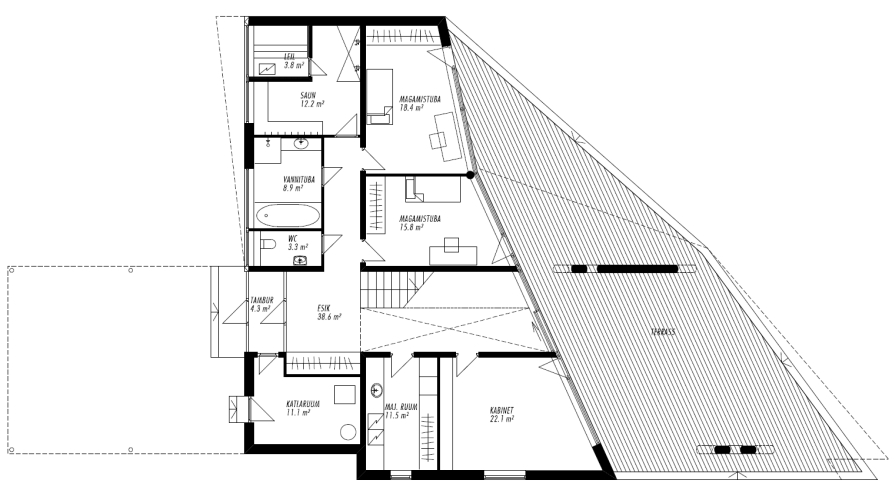 LEIL
3.8 m²
SAUN
12.2 m²
MAGAMISTUBA
18.4 m²
VANNITUBA
8.9 m²
MAGAMISTUBA
15.8 m²
WC
3.3 m²
TAMBUR
4.3 m²
ESIK
38.6 m²
TERRASS
KATLARUUM
11.1 m²
MAJ. RUUM
11.5 m²
KABINET
22.1 m²